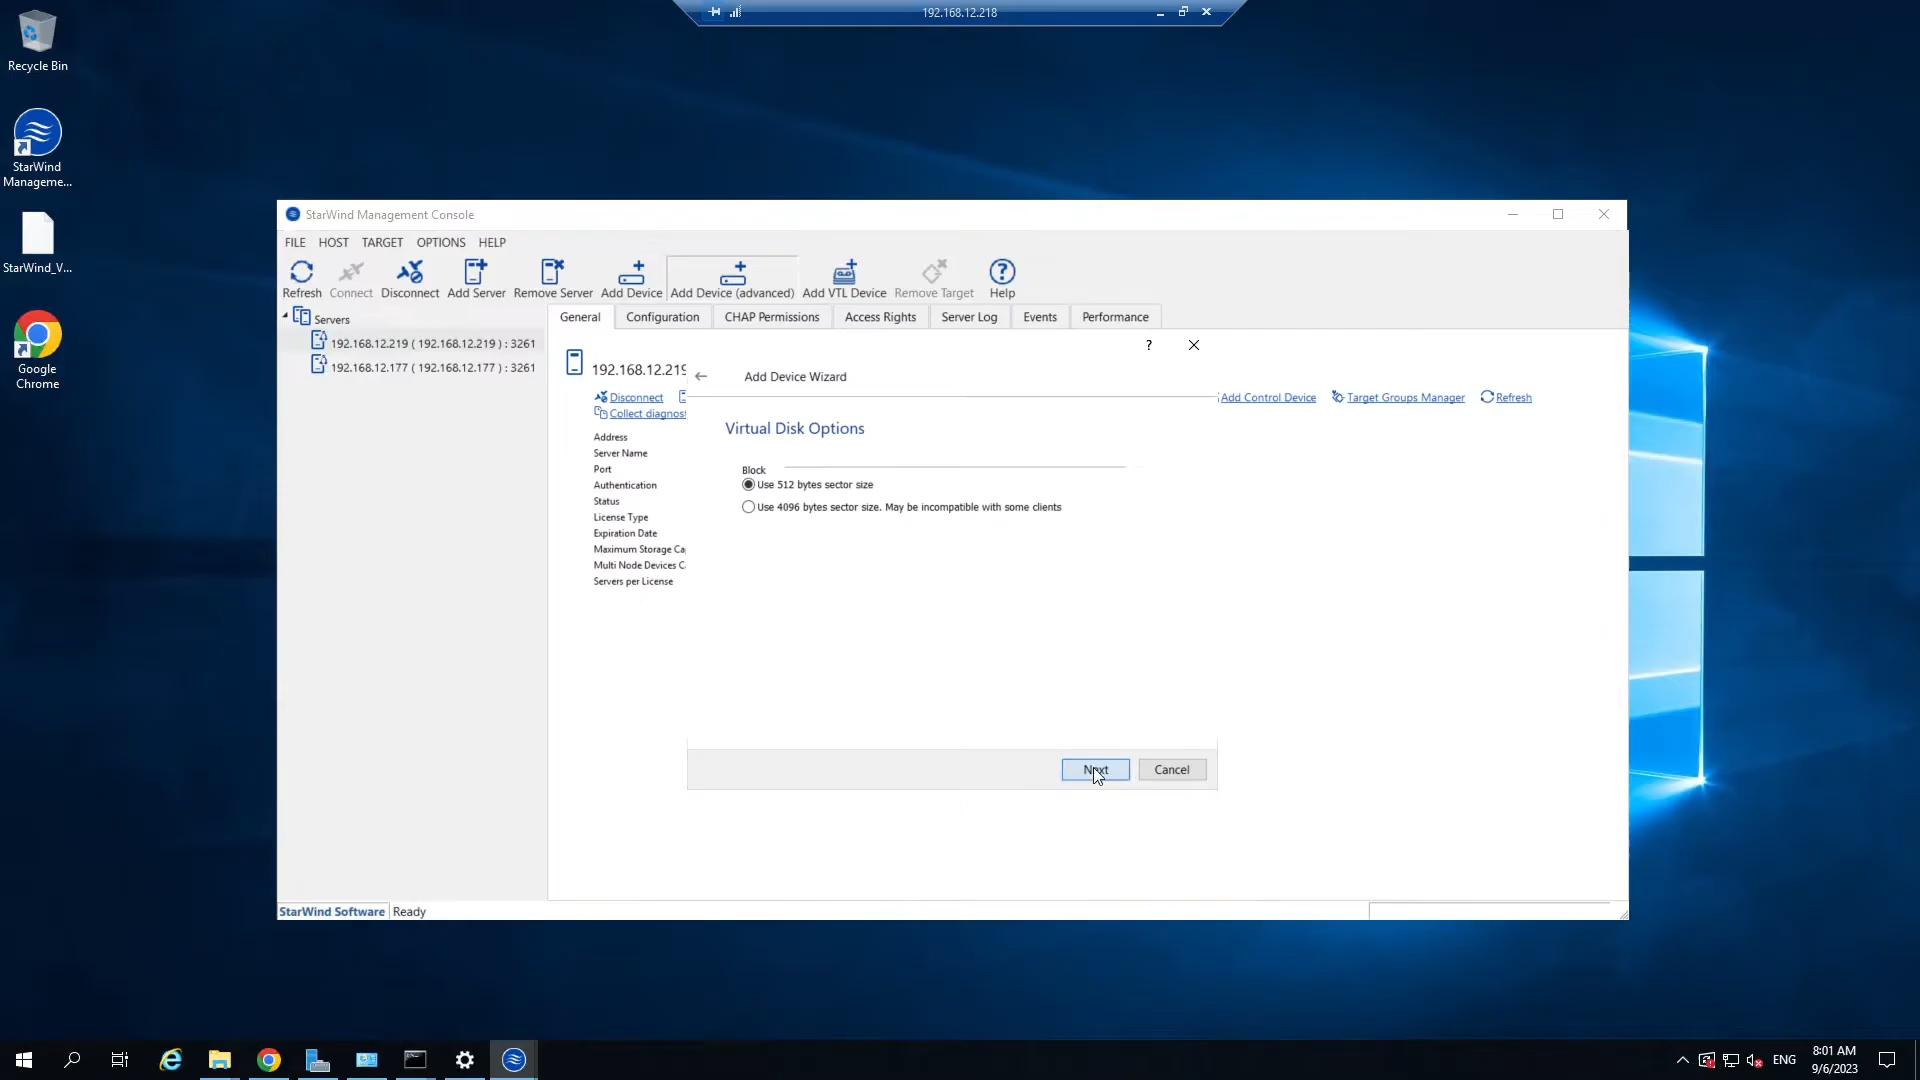 192.168.12.218
Recycle Bin
StarWind
Manageme...
StarWind_V...
Google
Chrome
StarWind Management Console
FILE HOST TARGET OPTIONS HELP
Refresh Connect Disconnect Add Server Remove Server Add Device Add Device (advanced) Add VTL Device Remove Target Help
Servers
192.168.12.219 ( 192.168.12.219 ) : 3261
192.168.12.177 ( 192.168.12.177 ) : 3261
General Configuration CHAP Permissions Access Rights Server Log Events Performance
192.168.12.219
Disconnect
Collect diagnos
Add Control Device Target Groups Manager Refresh
Address
Server Name
Port
Authentication
Status
License Type
Expiration Date
Maximum Storage Ca
Multi Node Devices C
Servers per License
?
Add Device Wizard
Virtual Disk Options
Block
Use 512 bytes sector size
Use 4096 bytes sector size. May be incompatible with some clients
Next Cancel
StarWind Software Ready
ENG
8:01 AM
9/6/2023